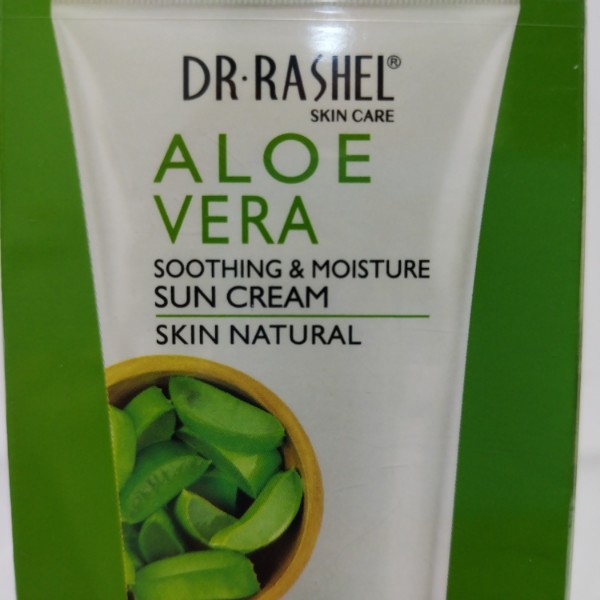 DR·RASHEL®
SKIN CARE
ALOE
VERA
SOOTHING & MOISTURE
SUN CREAM
SKIN NATURAL